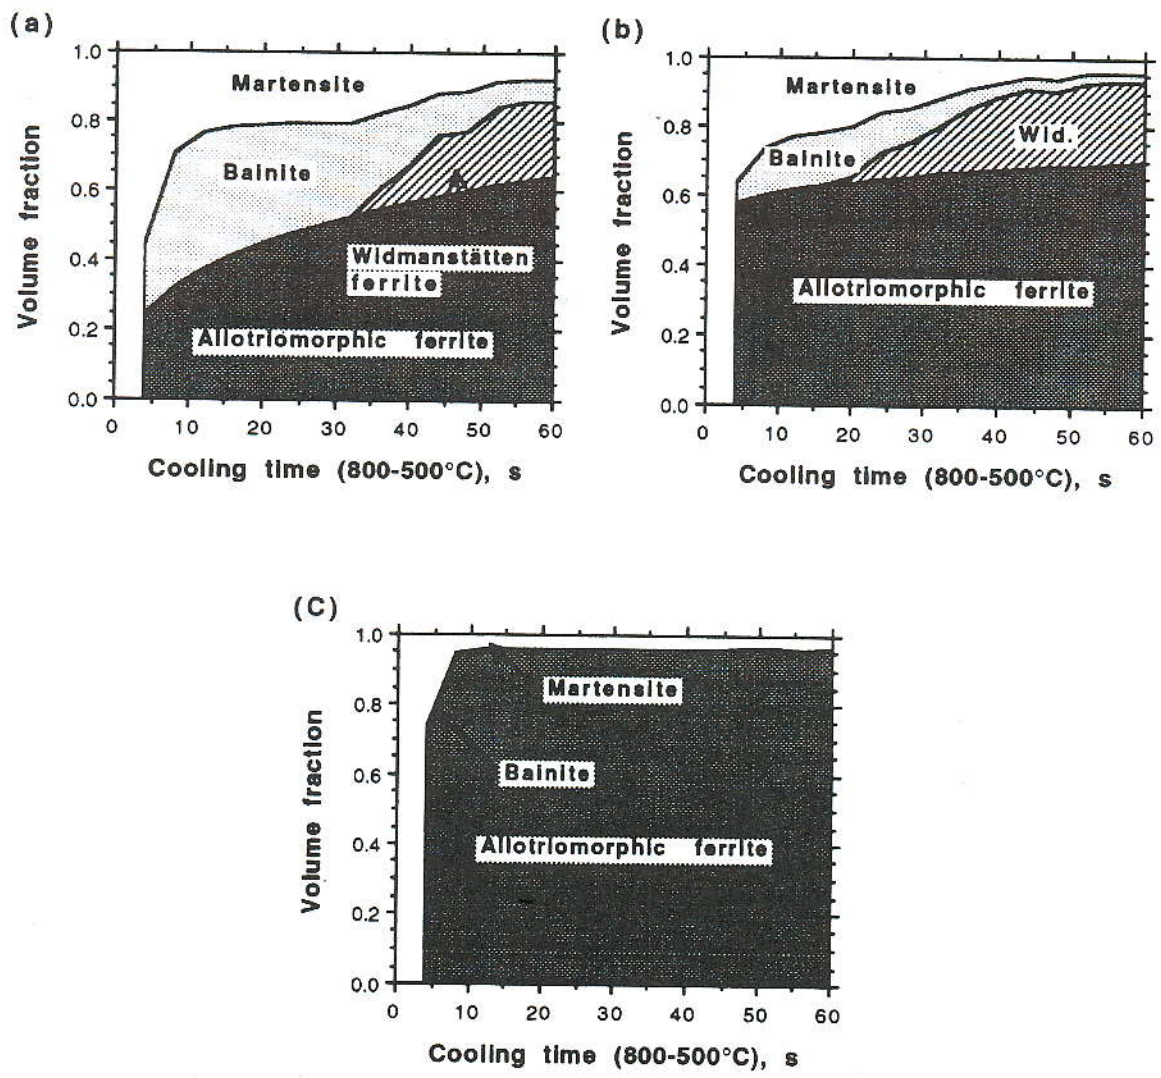 (a)
1.0
0.8
0.6
0.4
0.2
0.0
Volume fraction
Martensite
Bainite
Widmanstätten
ferrite
Allotriomorphic ferrite
0 10 20 30 40 50 60
Cooling time (800-500°C), s
(b)
1.0
0.8
0.6
0.4
0.2
0.0
Volume fraction
Martensite
Bainite
Wid.
Allotriomorphic ferrite
0 10 20 30 40 50 60
Cooling time (800-500°C), s
(C)
1.0
0.8
0.6
0.4
0.2
0.0
Volume fraction
Martensite
Bainite
Allotriomorphic ferrite
0 10 20 30 40 50 60
Cooling time (800-500°C), s